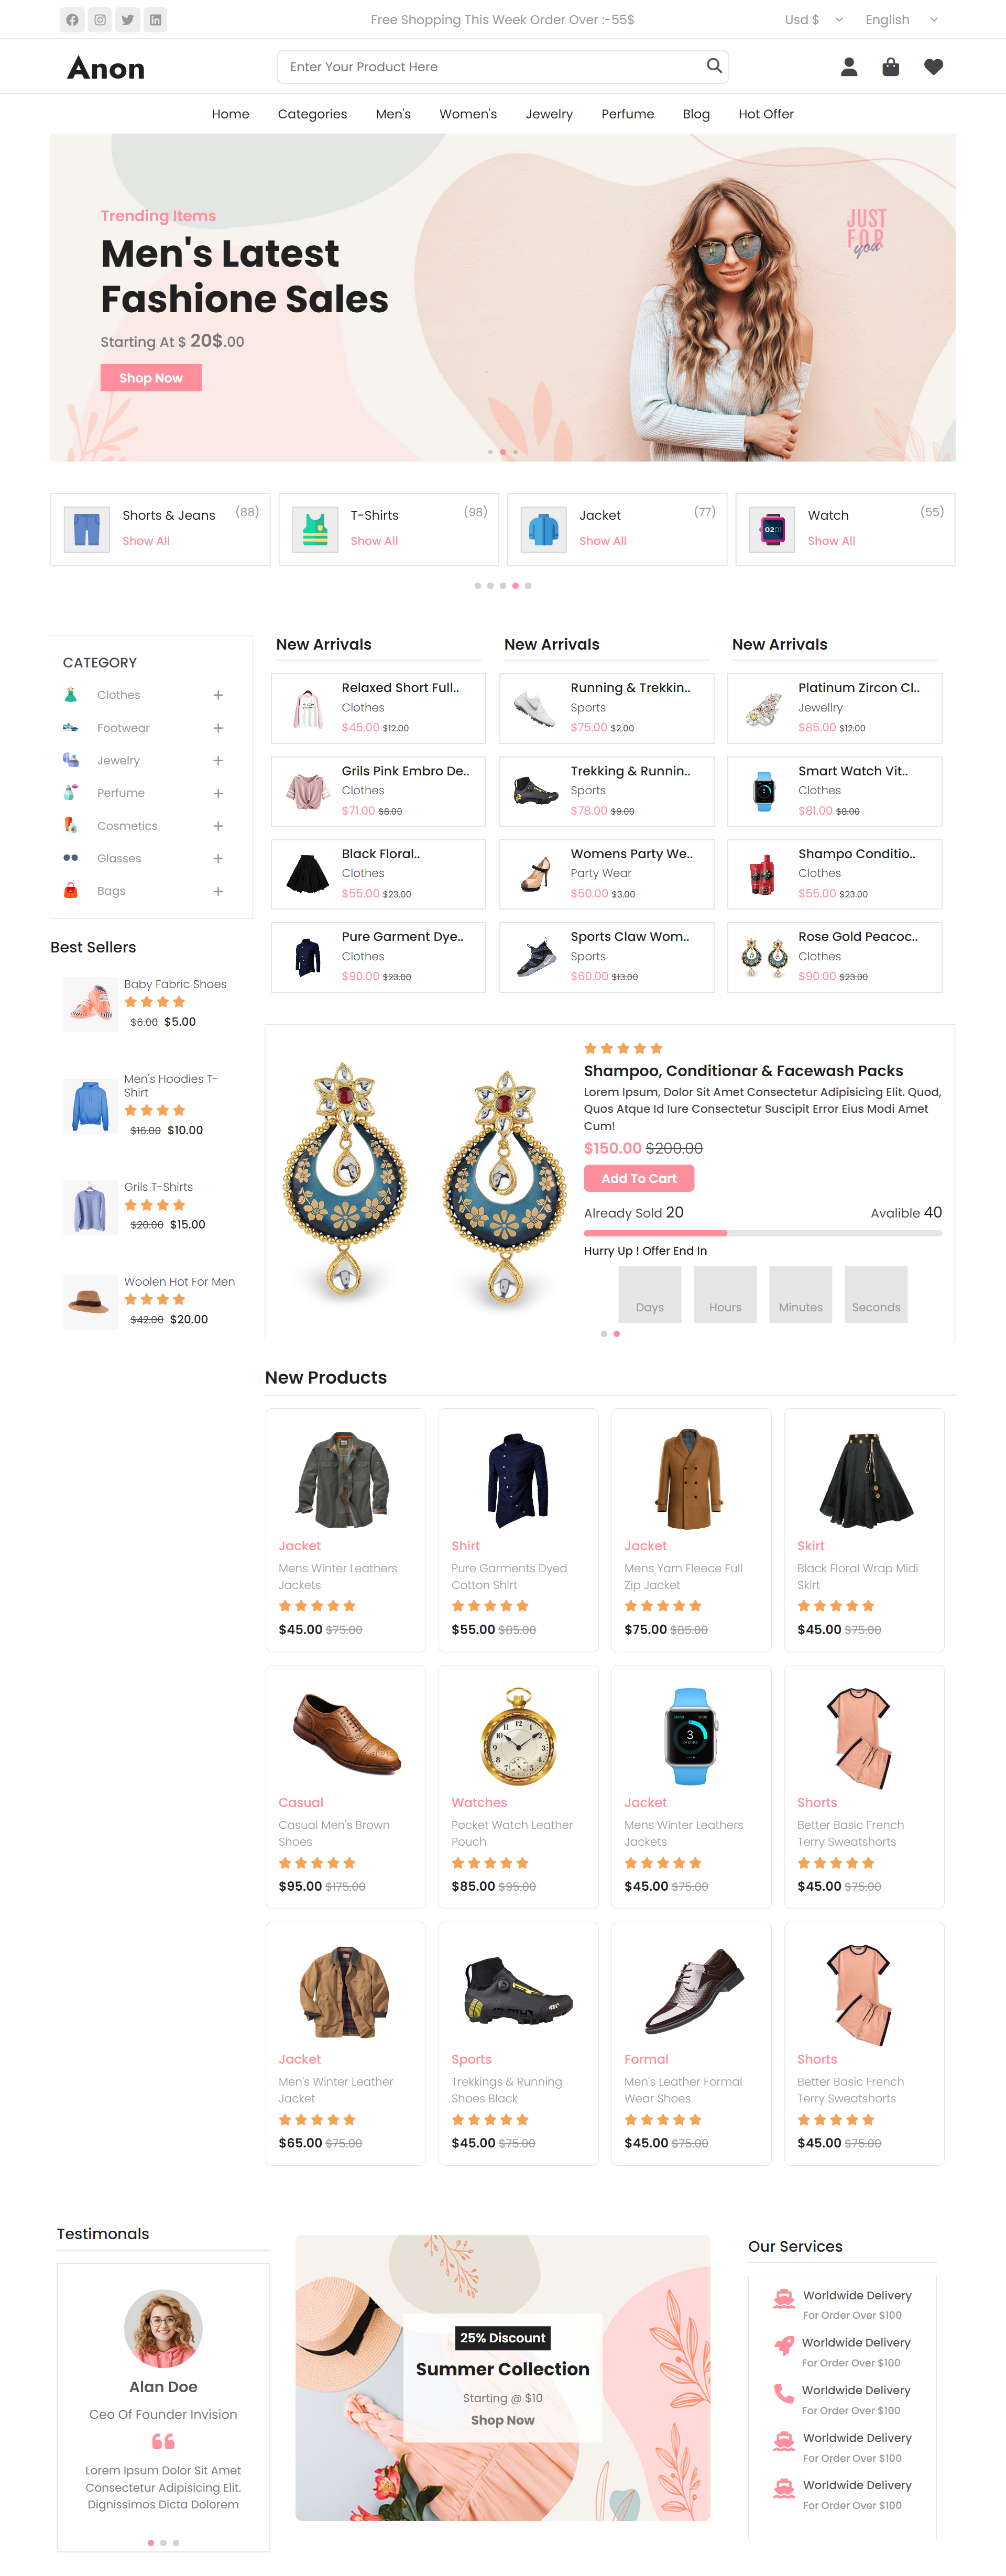 Free Shopping This Week Order Over :-55$
Usd $
English
Anon
Enter Your Product Here
Home
Categories
Men's
Women's
Jewelry
Perfume
Blog
Hot Offer
Trending Items
Men's Latest
Fashione Sales
Starting At $ 20$.00
Shop Now
JUST
FOR
you
Shorts & Jeans
(88)
Show All
T-Shirts
(98)
Show All
Jacket
(77)
Show All
Watch
(55)
Show All
CATEGORY
Clothes
Footwear
Jewelry
Perfume
Cosmetics
Glasses
Bags
Best Sellers
Baby Fabric Shoes
$6.00 $5.00
Men's Hoodies T-
Shirt
$16.00 $10.00
Grils T-Shirts
$20.00 $15.00
Woolen Hot For Men
$42.00 $20.00
New Arrivals
Relaxed Short Full..
Clothes
$45.00 $12.00
Grils Pink Embro De..
Clothes
$71.00 $8.00
Black Floral..
Clothes
$55.00 $23.00
Pure Garment Dye..
Clothes
$90.00 $23.00
New Arrivals
Running & Trekkin..
Sports
$75.00 $2.00
Trekking & Runnin..
Sports
$78.00 $9.00
Womens Party We..
Party Wear
$50.00 $3.00
Sports Claw Wom..
Sports
$60.00 $13.00
New Arrivals
Platinum Zircon Cl..
Jewellry
$85.00 $12.00
Smart Watch Vit..
Clothes
$81.00 $8.00
Shampo Conditio..
Clothes
$55.00 $23.00
Rose Gold Peacoc..
Clothes
$90.00 $23.00
Shampoo, Conditionar & Facewash Packs
Lorem Ipsum, Dolor Sit Amet Consectetur Adipisicing Elit. Quod,
Quos Atque Id Iure Consectetur Suscipit Error Eius Modi Amet
Cum!
$150.00 $200.00
Add To Cart
Already Sold 20
Avalible 40
Hurry Up ! Offer End In
Days
Hours
Minutes
Seconds
New Products
Jacket
Mens Winter Leathers
Jackets
$45.00 $75.00
Shirt
Pure Garments Dyed
Cotton Shirt
$55.00 $85.00
Jacket
Mens Yarn Fleece Full
Zip Jacket
$75.00 $85.00
Skirt
Black Floral Wrap Midi
Skirt
$45.00 $75.00
Casual
Casual Men's Brown
Shoes
$95.00 $175.00
Watches
Pocket Watch Leather
Pouch
$85.00 $95.00
Jacket
Mens Winter Leathers
Jackets
$45.00 $75.00
Shorts
Better Basic French
Terry Sweatshorts
$45.00 $75.00
Jacket
Men's Winter Leather
Jacket
$65.00 $75.00
Sports
Trekkings & Running
Shoes Black
$45.00 $75.00
Formal
Men's Leather Formal
Wear Shoes
$45.00 $75.00
Shorts
Better Basic French
Terry Sweatshorts
$45.00 $75.00
Testimonals
Alan Doe
Ceo Of Founder Invision
Lorem Ipsum Dolor Sit Amet
Consectetur Adipisicing Elit.
Dignissimos Dicta Dolorem
25% Discount
Summer Collection
Starting @ $10
Shop Now
Our Services
Worldwide Delivery
For Order Over $100
Worldwide Delivery
For Order Over $100
Worldwide Delivery
For Order Over $100
Worldwide Delivery
For Order Over $100
Worldwide Delivery
For Order Over $100